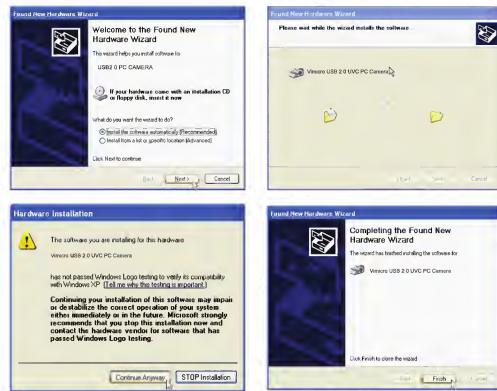 Found New Hardware Wizard
Welcome to the Found New
Hardware Wizard
This wizard helps you install software for:
USB2.0 PC CAMERA
If your hardware came with an installation CD
or floppy disk, insert it now.
What do you want the wizard to do?
Install the software automatically (Recommended)
Install from a list or specific location (Advanced)
Click Next to continue.
Back Next > Cancel
Found New Hardware Wizard
Please wait while the wizard installs the software...
Vimicro USB 2.0 UVC PC Camera
Back Next Cancel
Hardware Installation
The software you are installing for this hardware:
Vimicro USB 2.0 UVC PC Camera
has not passed Windows Logo testing to verify its compatibility
with Windows XP. (Tell me why this testing is important.)
Continuing your installation of this software may impair
or destabilize the correct operation of your system
either immediately or in the future. Microsoft strongly
recommends that you stop this installation now and
contact the hardware vendor for software that has
passed Windows Logo testing.
Continue Anyway STOP Installation
Found New Hardware Wizard
Completing the Found New
Hardware Wizard
The wizard has finished installing the software for:
Vimicro USB 2.0 UVC PC Camera
Click Finish to close the wizard.
Back Finish Cancel